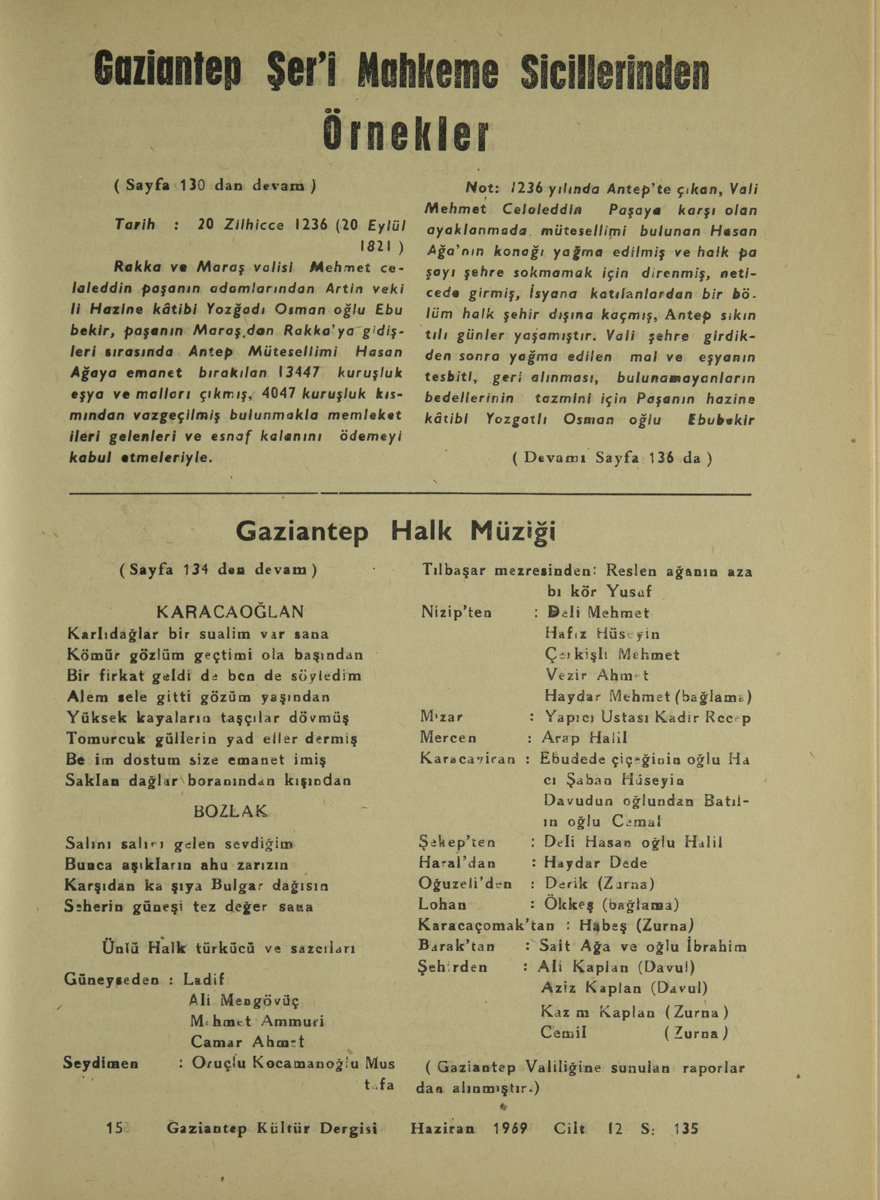 Gaziantep Şer'i Mahkeme Sicillerinden
Örnekler
( Sayfa 130 dan devam )
Tarih : 20 Zilhicce 1236 (20 Eylül
1821 )
Rakka ve Maraş valisi Mehmet ce-
laleddin paşanın adamlarından Artin veki
li Hazine kâtibi Yozğadı Osman oğlu Ebu
bekir, paşanın Maraş.dan Rakka'ya gidiş-
leri sırasında Antep Mütesellimi Hasan
Ağaya emanet bırakılan 13447 kuruşluk
eşya ve malları çıkmış, 4047 kuruşluk kıs-
mından vazgeçilmiş bulunmakla memleket
ileri gelenleri ve esnaf kalanını ödemeyi
kabul etmeleriyle.
Not: 1236 yılında Antep'te çıkan, Vali
Mehmet Celaleddin Paşaya karşı olan
ayaklanmada mütesellimi bulunan Hasan
Ağa'nın konağı yağma edilmiş ve halk pa
şayı şehre sokmamak için direnmiş, neti-
cede girmiş, İsyana katılanlardan bir bö-
lüm halk şehir dışına kaçmış, Antep sıkın
tılı günler yaşamıştır. Vali şehre girdik-
den sonra yağma edilen mal ve eşyanın
tesbiti, geri alınması, bulunamayanların
bedellerinin tazmini için Paşanın hazine
kâtibi Yozgatlı Osman oğlu Ebubekir
( Devamı Sayfa 136 da )
Gaziantep Halk Müziği
(Sayfa 134 den devam)
KARACAOĞLAN
Karlıdağlar bir sualim var sana
Kömür gözlüm geçtimi ola başından
Bir firkat geldi de ben de söyledim
Alem sele gitti gözüm yaşından
Yüksek kayaların taşçılar dövmüş
Tomurcuk güllerin yad eller dermiş
Be im dostum size emanet imiş
Saklan dağlar boranından kışından
BOZLAK
Salını gelen sevdiğim
Bunca aşıkların ahu zarızın
Karşıdan ka şıya Bulgar dağısın
Seherin güneşi tez değer sana
Ünlü Halk türkücü ve sazcıları
Güneyseden : Ladif
Ali Mengövüç
Mehmet Ammuri
Camar Ahmet
Seydimen : Oruçlu Kocamanoğlu Mus
tafa
Tılbaşar mezresinden: Reslen ağanın aza
bı kör Yusuf
Nizip'ten : Deli Mehmet
Hafız Hüseyin
Çerkişli Mehmet
Vezir Ahmet
Haydar Mehmet (bağlama)
Mızar : Yapıcı Ustası Kadir Recep
Mercen : Arap Halil
Karacaviran : Ebudede çiçeğinin oğlu Ha
cı Şaban Hüseyin
Davudun oğlundan Batıl-
ın oğlu Cemal
Şekep'ten : Deli Hasan oğlu Halil
Haral'dan : Haydar Dede
Oğuzeli'den : Derik (Zurna)
Lohan : Ökkeş (bağlama)
Karacaçomak'tan : Habeş (Zurna)
Barak'tan : Sait Ağa ve oğlu İbrahim
Şehirden : Ali Kaplan (Davul)
Aziz Kaplan (Davul)
Kaz m Kaplan (Zurna)
Cemil (Zurna)
( Gaziantep Valiliğine sunulan raporlar
dan alınmıştır.)
15 Gaziantep Kültür Dergisi Haziran 1969 Cilt 12 S: 135